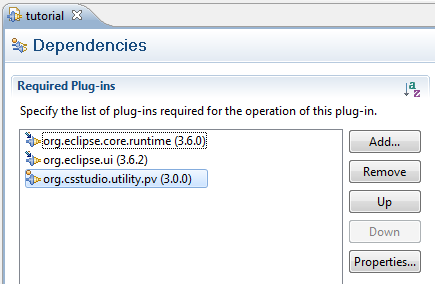 tutorial
Dependencies
Required Plug-ins
a
z
Specify the list of plug-ins required for the operation of this plug-in.
org.eclipse.core.runtime (3.6.0)
org.eclipse.ui (3.6.2)
org.csstudio.utility.pv (3.0.0)
Add...
Remove
Up
Down
Properties...